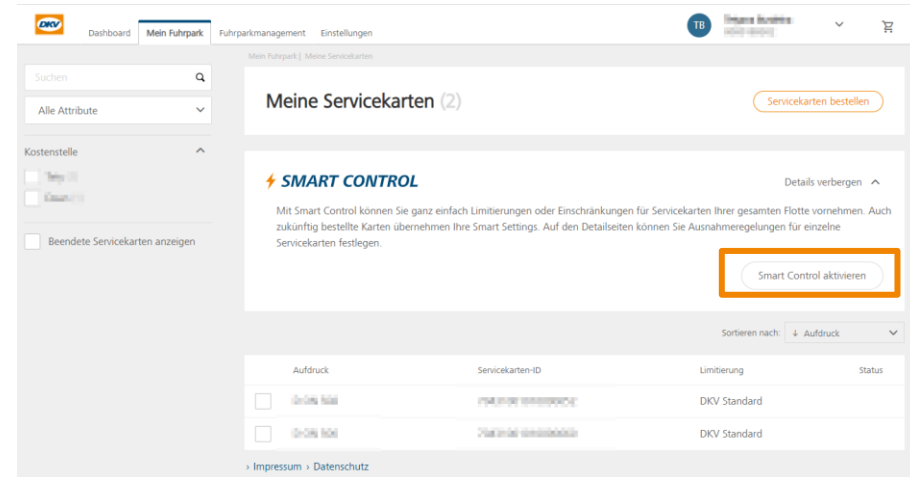 DKV
Dashboard Mein Fuhrpark Fuhrparkmanagement Einstellungen
TB
Mein Fuhrpark | Meine Servicekarten
Suchen
Alle Attribute
Kostenstelle
Beendete Servicekarten anzeigen
Meine Servicekarten (2)
Servicekarten bestellen
SMART CONTROL
Details verbergen
Mit Smart Control können Sie ganz einfach Limitierungen oder Einschränkungen für Servicekarten Ihrer gesamten Flotte vornehmen. Auch
zukünftig bestellte Karten übernehmen Ihre Smart Settings. Auf den Detailseiten können Sie Ausnahmeregelungen für einzelne
Servicekarten festlegen.
Smart Control aktivieren
Sortieren nach: ↓ Aufdruck
Aufdruck Servicekarten-ID Limitierung Status
DKV Standard
DKV Standard
› Impressum › Datenschutz